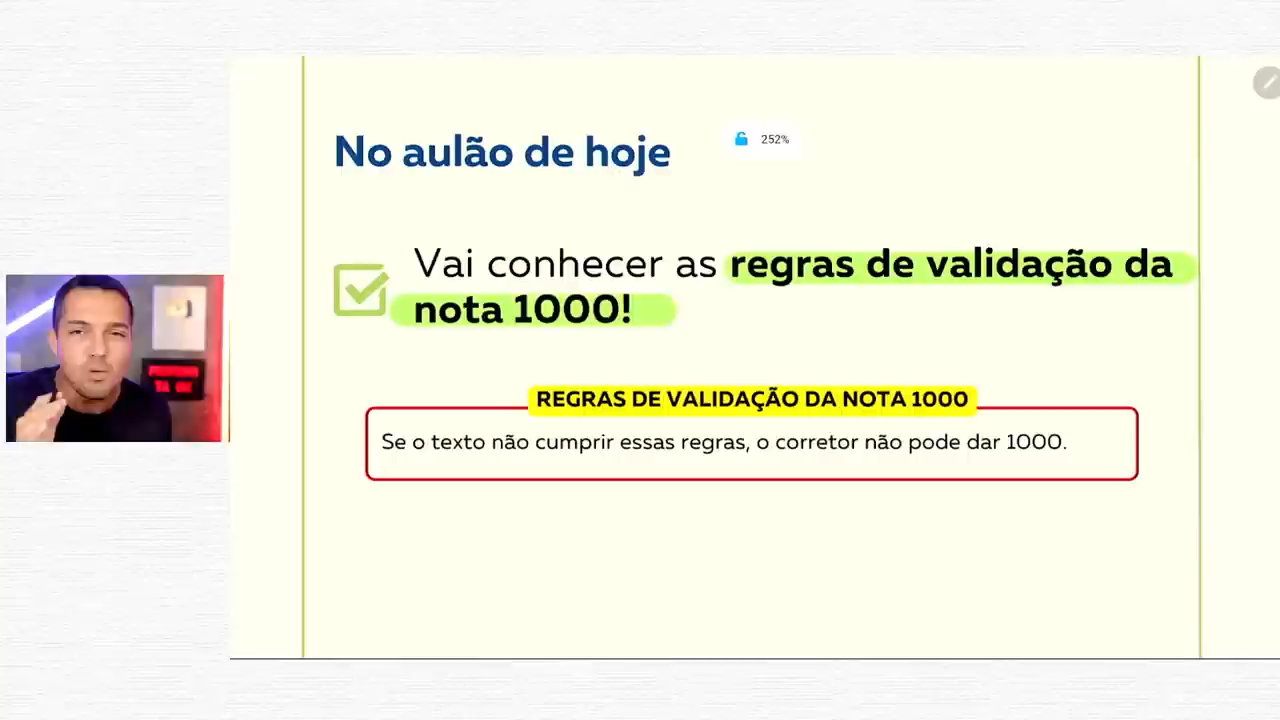 No aulão de hoje
252%
Vai conhecer as regras de validação da
nota 1000!
REGRAS DE VALIDAÇÃO DA NOTA 1000
Se o texto não cumprir essas regras, o corretor não pode dar 1000.